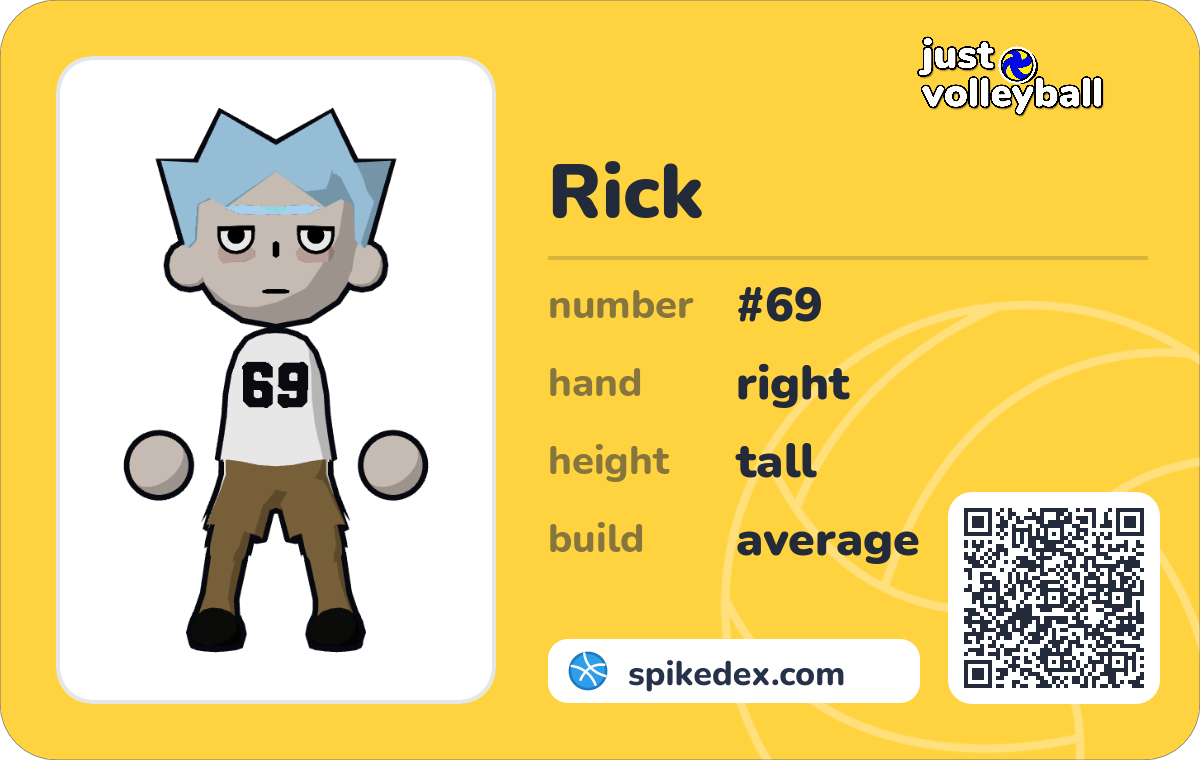 just
volleyball
Rick
number #69
hand right
height tall
build average
69
spikedex.com